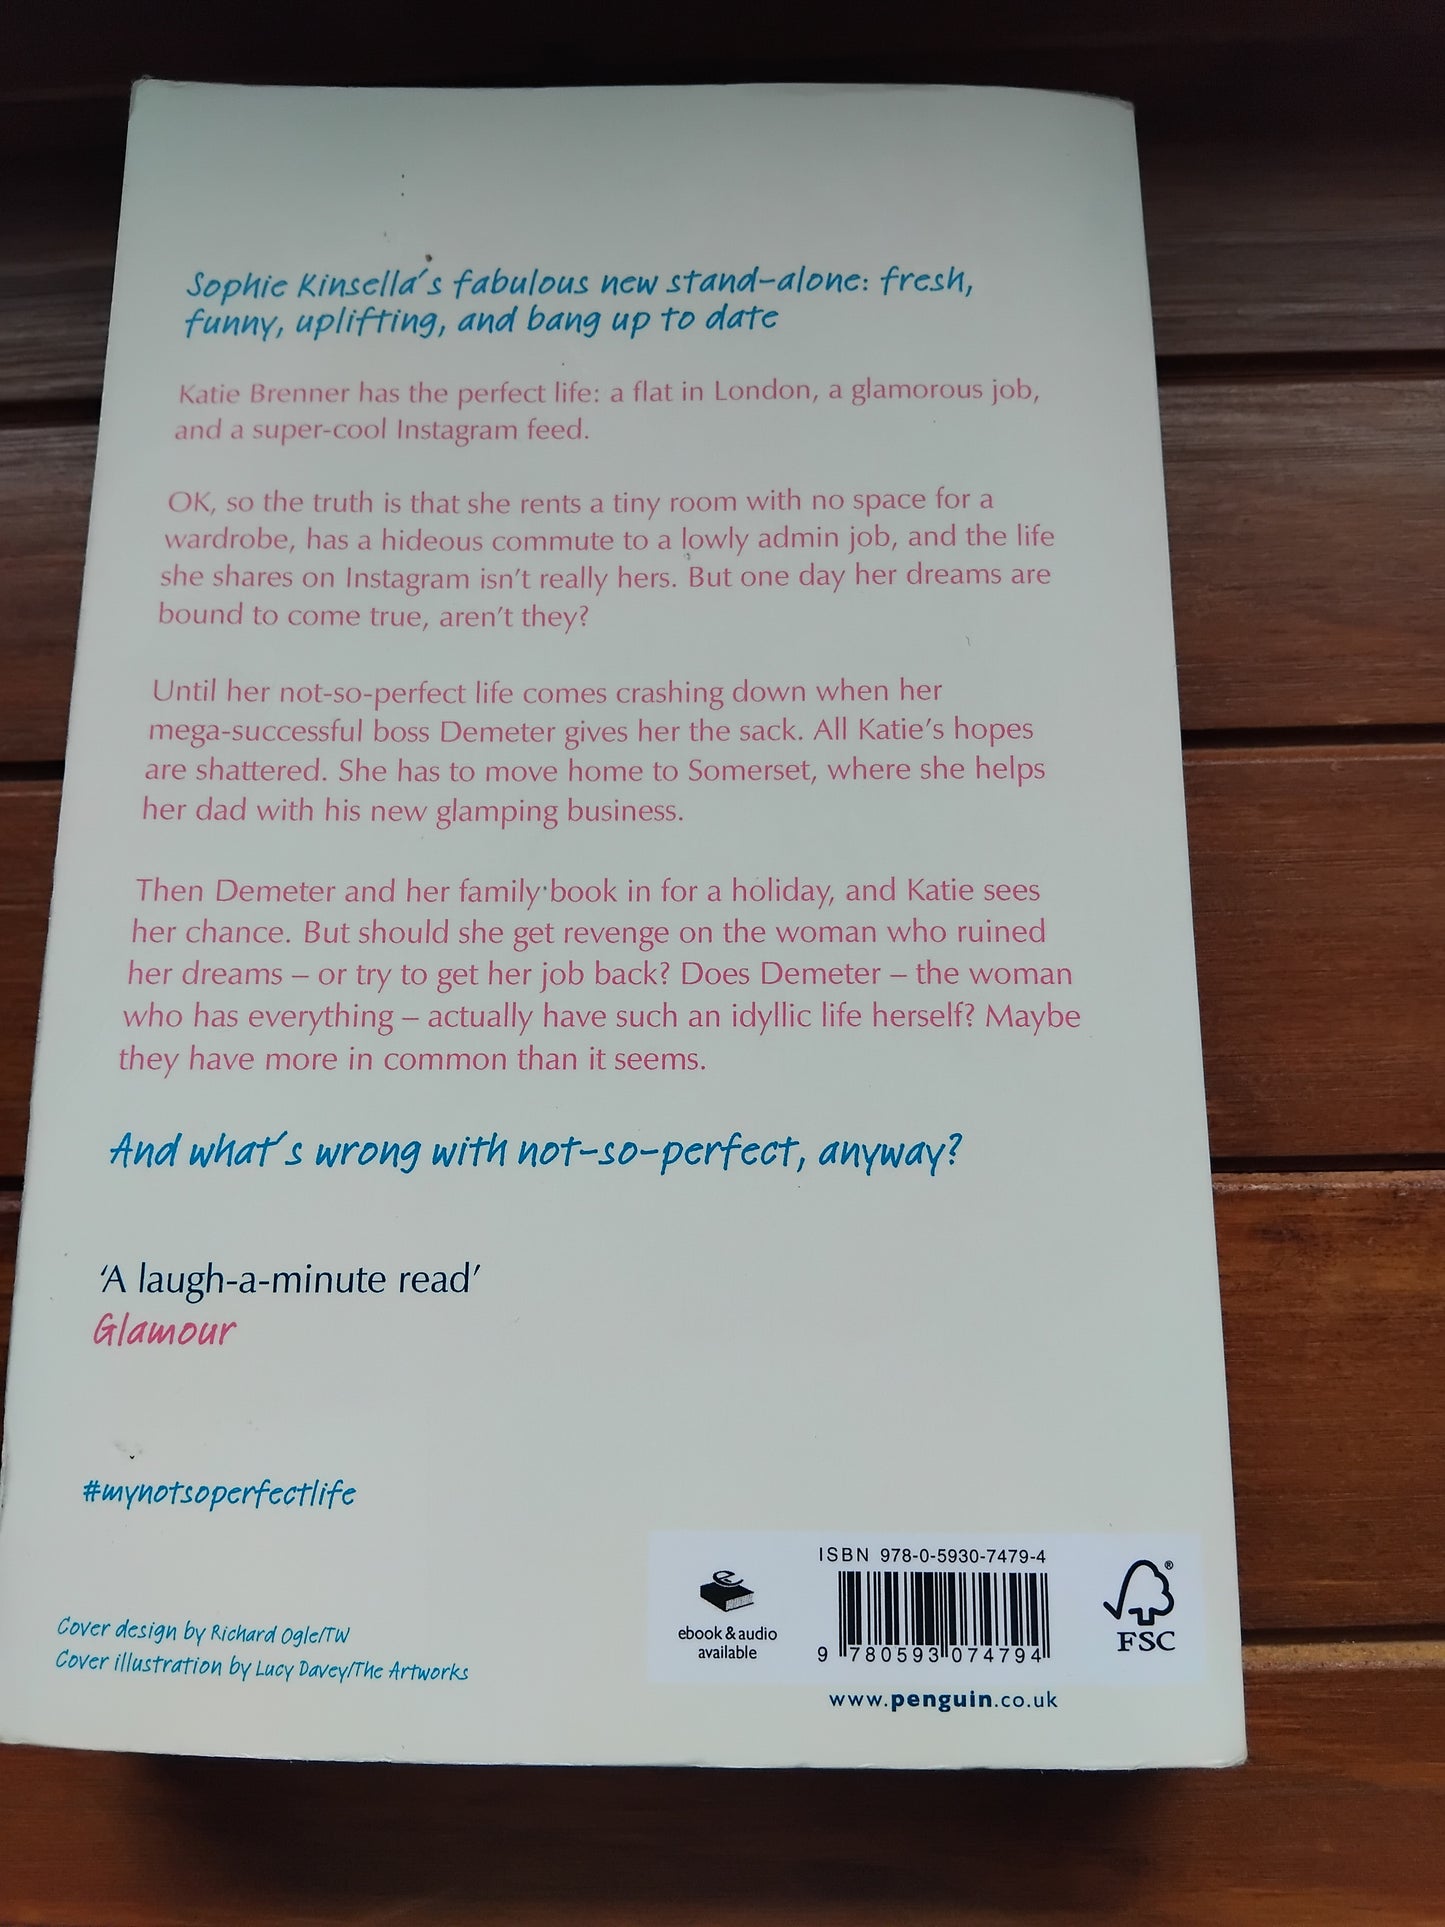 Sophie Kinsella's fabulous new stand-alone: fresh,
funny, uplifting, and bang up to date
Katie Brenner has the perfect life: a flat in London, a glamorous job,
and a super-cool Instagram feed.
OK, so the truth is that she rents a tiny room with no space for a
wardrobe, has a hideous commute to a lowly admin job, and the life
she shares on Instagram isn't really hers. But one day her dreams are
bound to come true, aren't they?
Until her not-so-perfect life comes crashing down when her
mega-successful boss Demeter gives her the sack. All Katie's hopes
are shattered. She has to move home to Somerset, where she helps
her dad with his new glamping business.
Then Demeter and her family book in for a holiday, and Katie sees
her chance. But should she get revenge on the woman who ruined
her dreams – or try to get her job back? Does Demeter – the woman
who has everything – actually have such an idyllic life herself? Maybe
they have more in common than it seems.
And what's wrong with not-so-perfect, anyway?
'A laugh-a-minute read'
Glamour
#mynotsoperfectlife
Cover design by Richard Ogle/TW
Cover illustration by Lucy Davey/The Artworks
e
ebook & audio
available
ISBN 978-0-5930-7479-4
9 780593 074794
www.penguin.co.uk
®
FSC